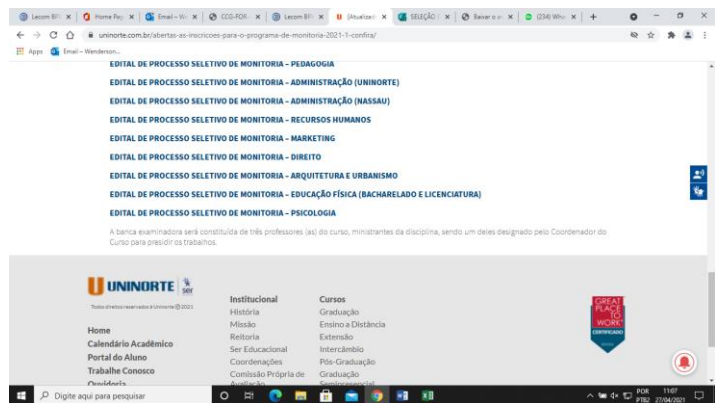 Lecom BPI
Home Pag
Email – W
CCG-FOR
Lecom BPI
[Atualizad
SELEÇÃO
Baixar o a
(234) Wha
uninorte.com.br/abertas-as-inscricoes-para-o-programa-de-monitoria-2021-1-confira/
Apps Email – Wenderson...
EDITAL DE PROCESSO SELETIVO DE MONITORIA – PEDAGOGIA
EDITAL DE PROCESSO SELETIVO DE MONITORIA – ADMINISTRAÇÃO (UNINORTE)
EDITAL DE PROCESSO SELETIVO DE MONITORIA – ADMINISTRAÇÃO (NASSAU)
EDITAL DE PROCESSO SELETIVO DE MONITORIA – RECURSOS HUMANOS
EDITAL DE PROCESSO SELETIVO DE MONITORIA – MARKETING
EDITAL DE PROCESSO SELETIVO DE MONITORIA – DIREITO
EDITAL DE PROCESSO SELETIVO DE MONITORIA – ARQUITETURA E URBANISMO
EDITAL DE PROCESSO SELETIVO DE MONITORIA – EDUCAÇÃO FÍSICA (BACHARELADO E LICENCIATURA)
EDITAL DE PROCESSO SELETIVO DE MONITORIA – PSICOLOGIA
A banca examinadora será constituída de três professores (as) do curso, ministrantes da disciplina, sendo um deles designado pelo Coordenador do
Curso para presidir os trabalhos.
UNINORTE ser
Todos direitos reservados à Uninorte @ 2021
Home
Calendário Acadêmico
Portal do Aluno
Trabalhe Conosco
Ouvidoria
Institucional
História
Missão
Reitoria
Ser Educacional
Coordenações
Comissão Própria de
Avaliação
Cursos
Graduação
Ensino a Distância
Extensão
Intercâmbio
Pós-Graduação
Graduação
Semipresencial
GREAT
PLACE
TO
WORK
CERTIFICADO
Digite aqui para pesquisar
POR 11:07
PTB2 27/04/2021